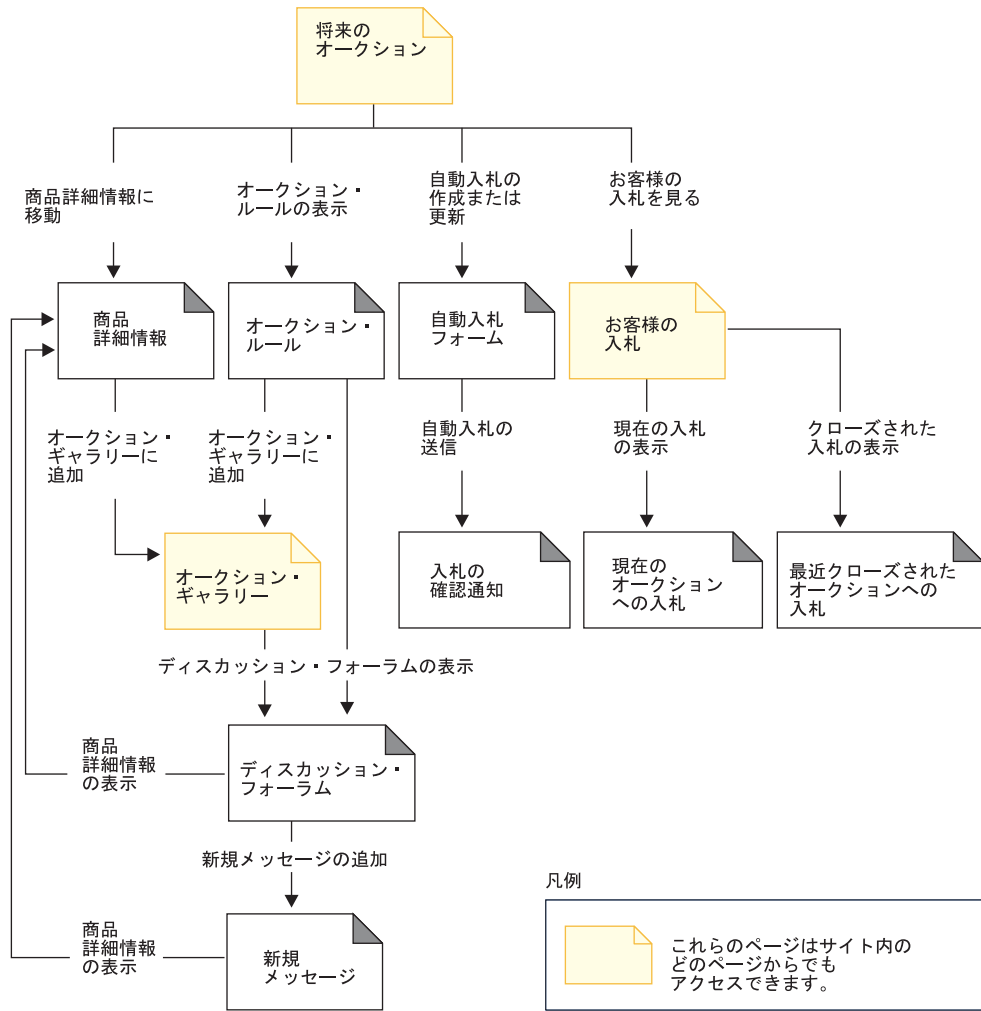 将来の
オークション
商品詳細情報に
移動
オークション・
ルールの表示
自動入札の
作成または
更新
お客様の
入札を見る
商品
詳細情報
オークション・
ルール
自動入札
フォーム
お客様の
入札
オークション・
ギャラリーに
追加
オークション・
ギャラリーに
追加
自動入札の
送信
現在の入札
の表示
クローズされた
入札の表示
オークション・
ギャラリー
入札の
確認通知
現在の
オークション
への入札
最近クローズされた
オークションへの
入札
ディスカッション・フォーラムの表示
商品
詳細情報
の表示
ディスカッション・
フォーラム
新規メッセージの追加
商品
詳細情報
の表示
新規
メッセージ
凡例
これらのページはサイト内の
どのページからでも
アクセスできます。